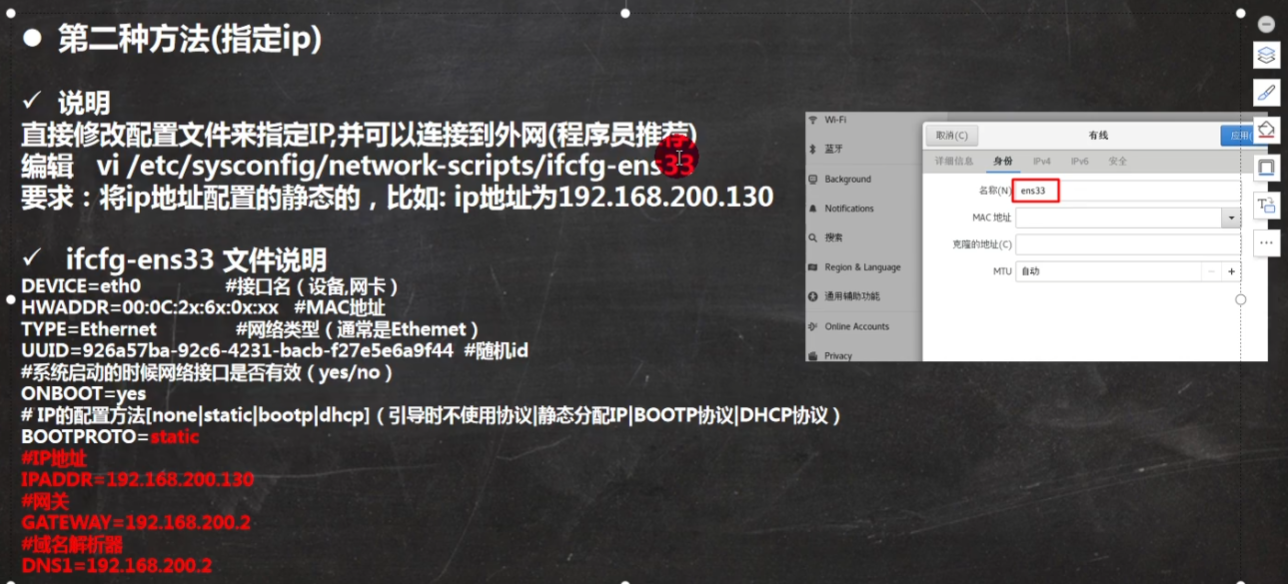 第二种方法(指定ip)
说明
直接修改配置文件来指定IP,并可以连接到外网(程序员推荐)
编辑 vi /etc/sysconfig/network-scripts/ifcfg-ens33
要求：将ip地址配置的静态的，比如: ip地址为192.168.200.130
ifcfg-ens33 文件说明
DEVICE=eth0 #接口名（设备,网卡）
HWADDR=00:0C:2x:6x:0x:xx #MAC地址
TYPE=Ethernet #网络类型（通常是Ethemet）
UUID=926a57ba-92c6-4231-bacb-f27e5e6a9f44 #随机id
#系统启动的时候网络接口是否有效（yes/no）
ONBOOT=yes
# IP的配置方法[none|static|bootp|dhcp]（引导时不使用协议|静态分配IP|BOOTP协议|DHCP协议）
BOOTPROTO=static
#IP地址
IPADDR=192.168.200.130
#网关
GATEWAY=192.168.200.2
#域名解析器
DNS1=192.168.200.2
Wi-Fi
蓝牙
Background
Notifications
搜索
Region & Language
通用辅助功能
Online Accounts
Privacy
取消(C) 有线 应用(
详细信息 身份 IPv4 IPv6 安全
名称(N) ens33
MAC 地址
克隆的地址(C)
MTU 自动 − +